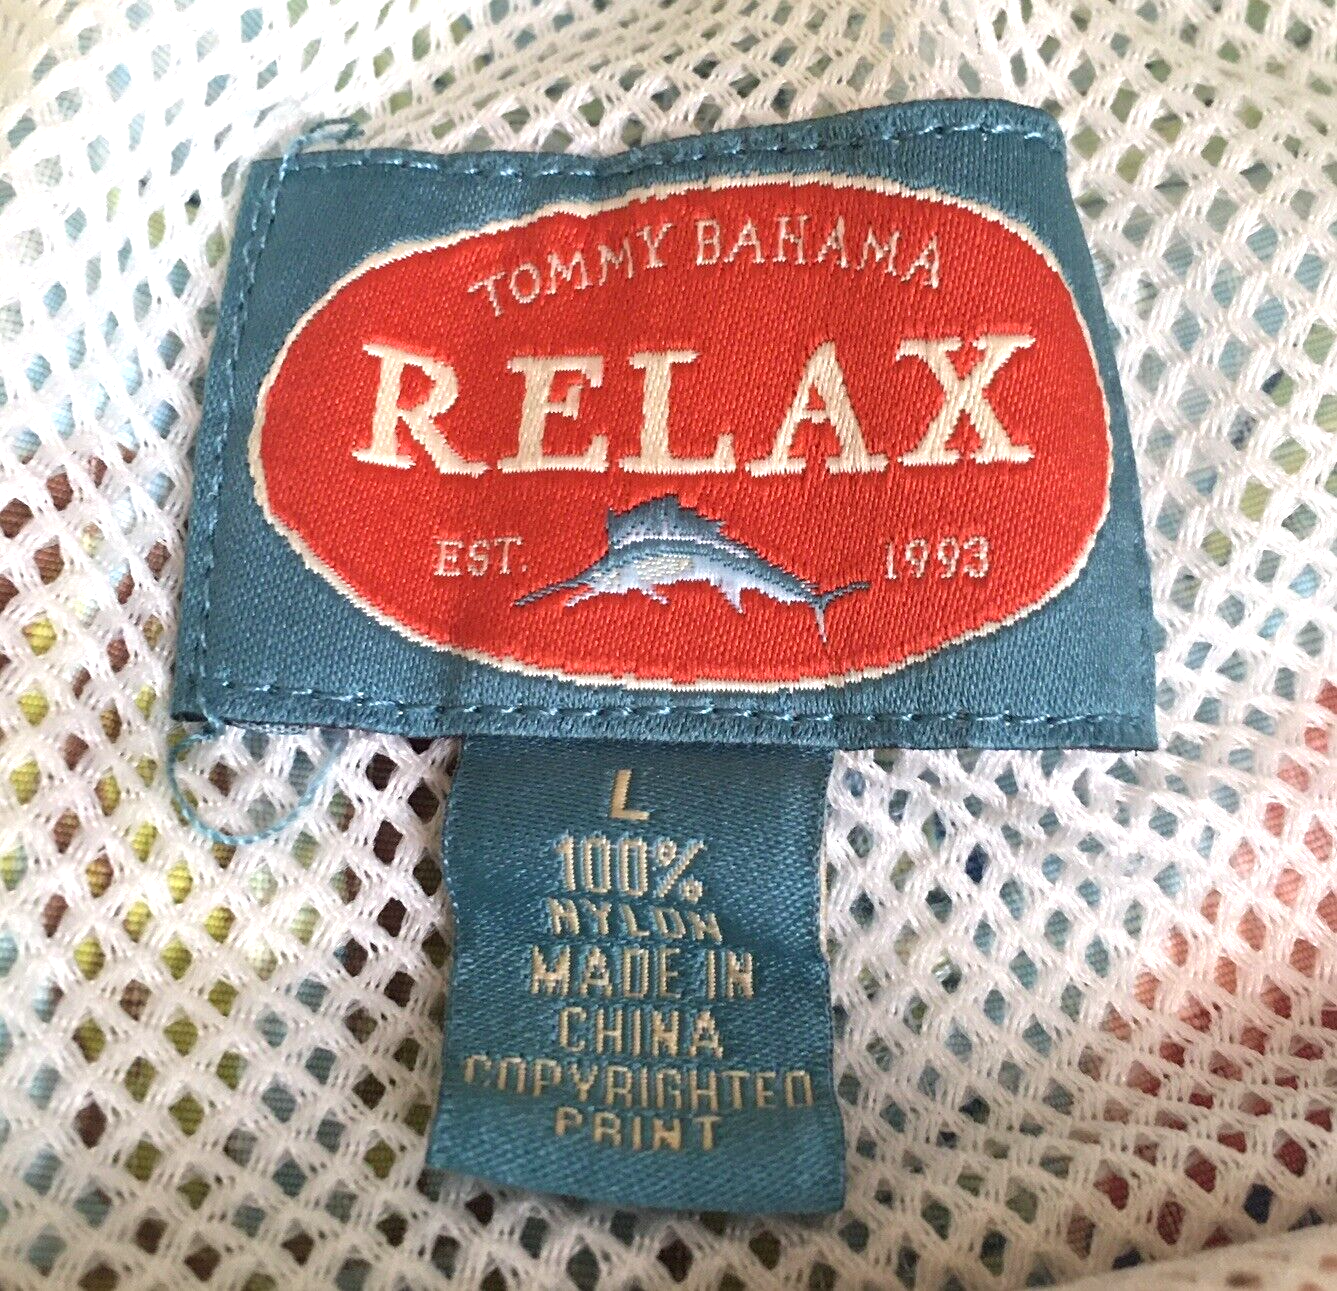 TOMMY BAHAMA
RELAX
EST. 1993
L
100%
NYLON
MADE IN
CHINA
COPYRIGHTED
PRINT